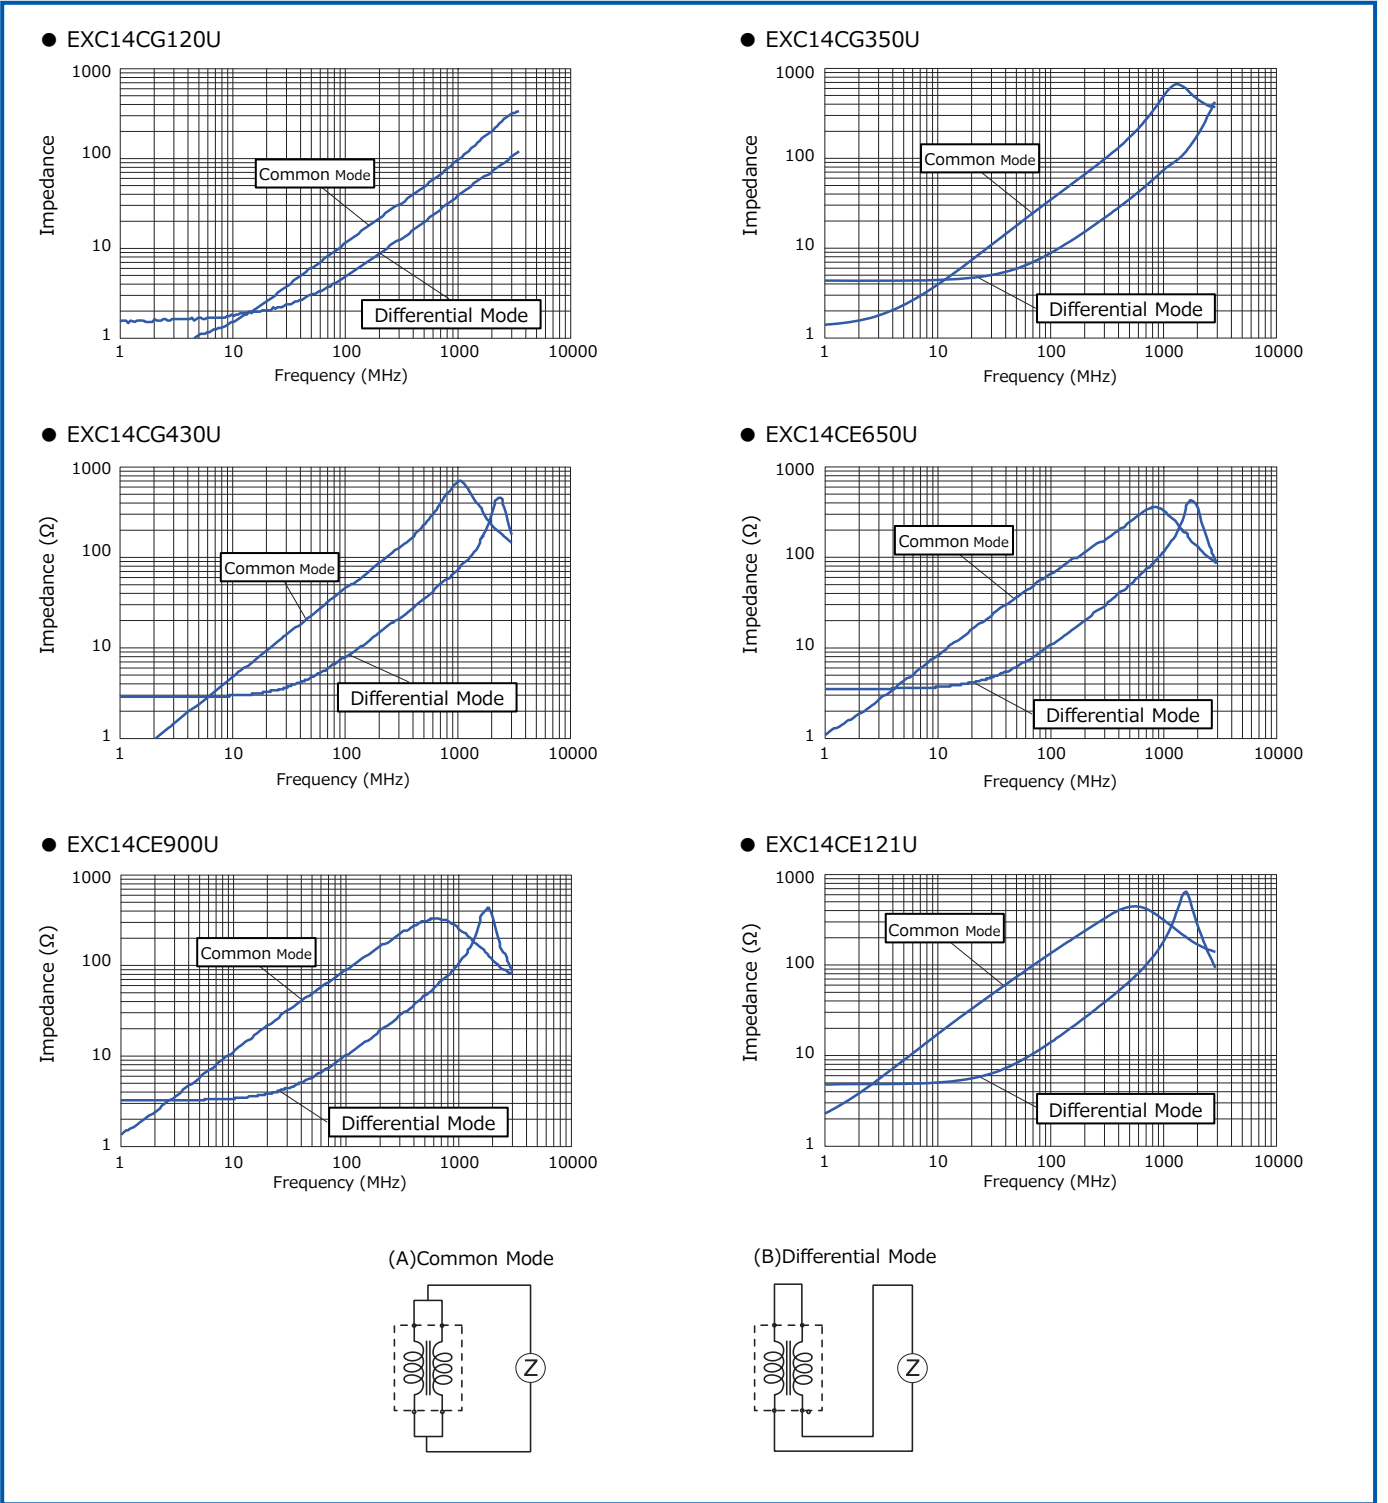 ● EXC14CG120U
1000
100
10
1
Impedance
Common Mode
Differential Mode
1 10 100 1000 10000
Frequency (MHz)
● EXC14CG350U
1000
100
10
1
Impedance
Common Mode
Differential Mode
1 10 100 1000 10000
Frequency (MHz)
● EXC14CG430U
1000
100
10
1
Impedance (Ω)
Common Mode
Differential Mode
1 10 100 1000 10000
Frequency (MHz)
● EXC14CE650U
1000
100
10
1
Impedance (Ω)
Common Mode
Differential Mode
1 10 100 1000 10000
Frequency (MHz)
● EXC14CE900U
1000
100
10
1
Impedance (Ω)
Common Mode
Differential Mode
1 10 100 1000 10000
Frequency (MHz)
● EXC14CE121U
1000
100
10
1
Impedance (Ω)
Common Mode
Differential Mode
1 10 100 1000 10000
Frequency (MHz)
(A)Common Mode
Z
(B)Differential Mode
Z